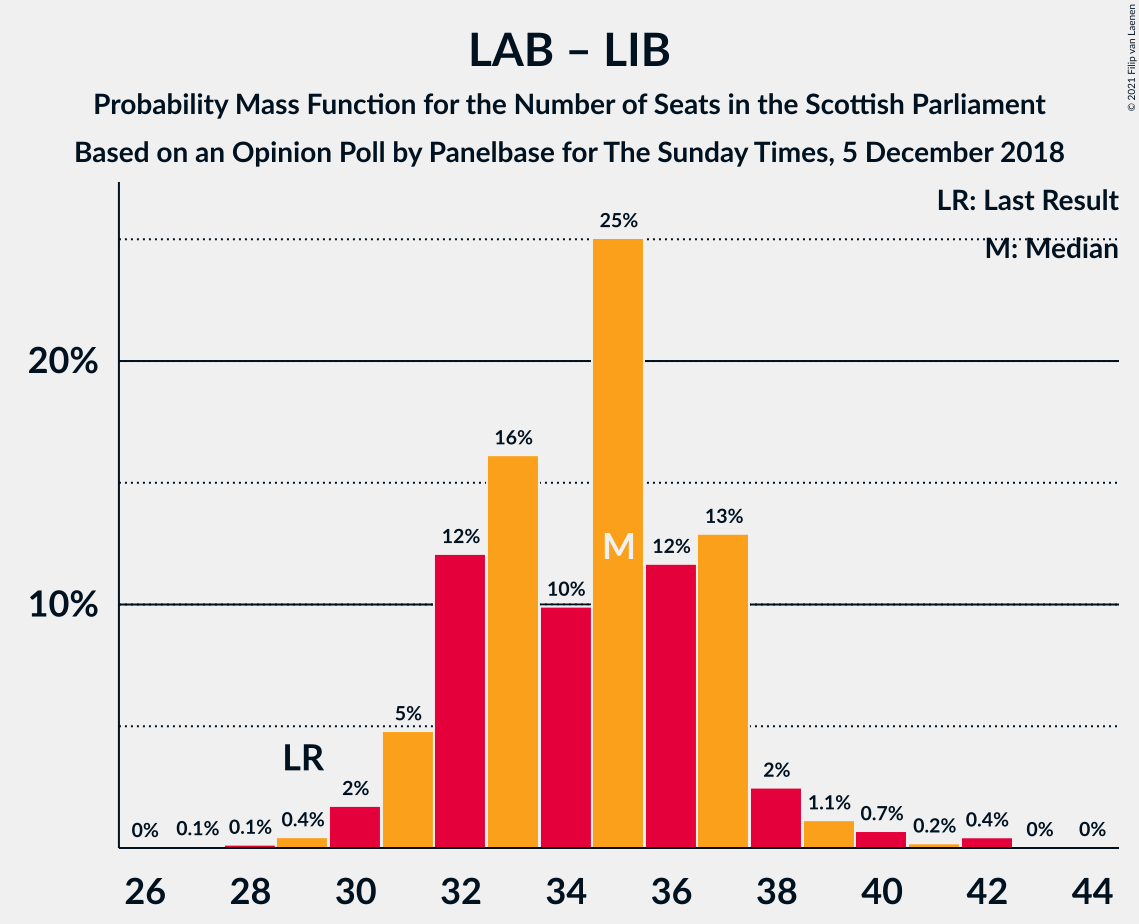 LAB – LIB
Probability Mass Function for the Number of Seats in the Scottish Parliament
Based on an Opinion Poll by Panelbase for The Sunday Times, 5 December 2018
© 2021 Filip van Laenen
LR: Last Result
M: Median
25%
20%
16%
13%
12%
M
12%
10%
10%
5%
LR
2%
2%
1.1%
0.7%
0.4%
0.4%
0% 0.1% 0.1%
0.2%
0% 0%
26 28 30 32 34 36 38 40 42 44